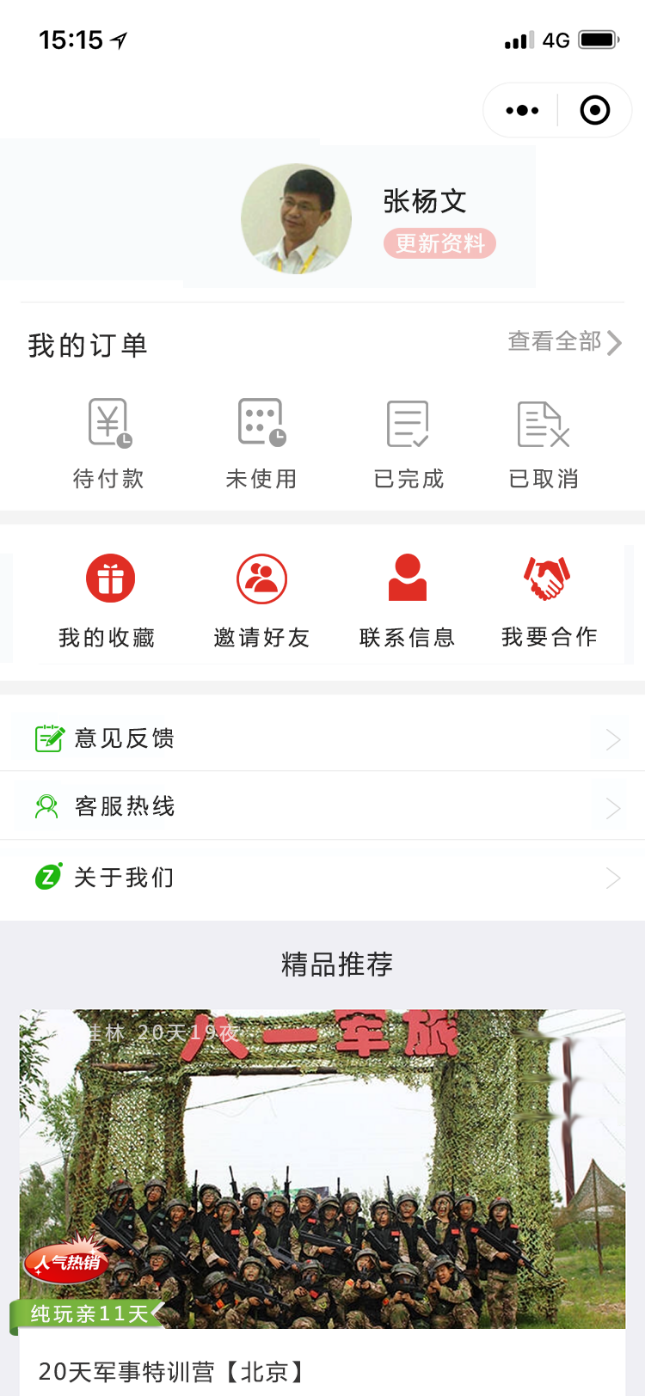 15:15
4G
张杨文
更新资料
我的订单
查看全部
待付款 未使用 已完成 已取消
我的收藏 邀请好友 联系信息 我要合作
意见反馈
客服热线
关于我们
精品推荐
桂林 20天19夜
八一军旅
人气热销
纯玩亲11天
20天军事特训营【北京】